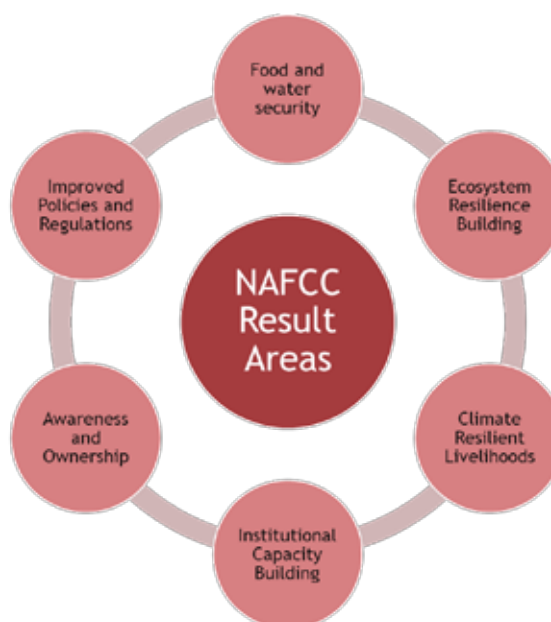 Food and
water
security
Ecosystem
Resilience
Building
Climate
Resilient
Livelihoods
Institutional
Capacity
Building
Awareness
and
Ownership
Improved
Policies and
Regulations
NAFCC
Result
Areas